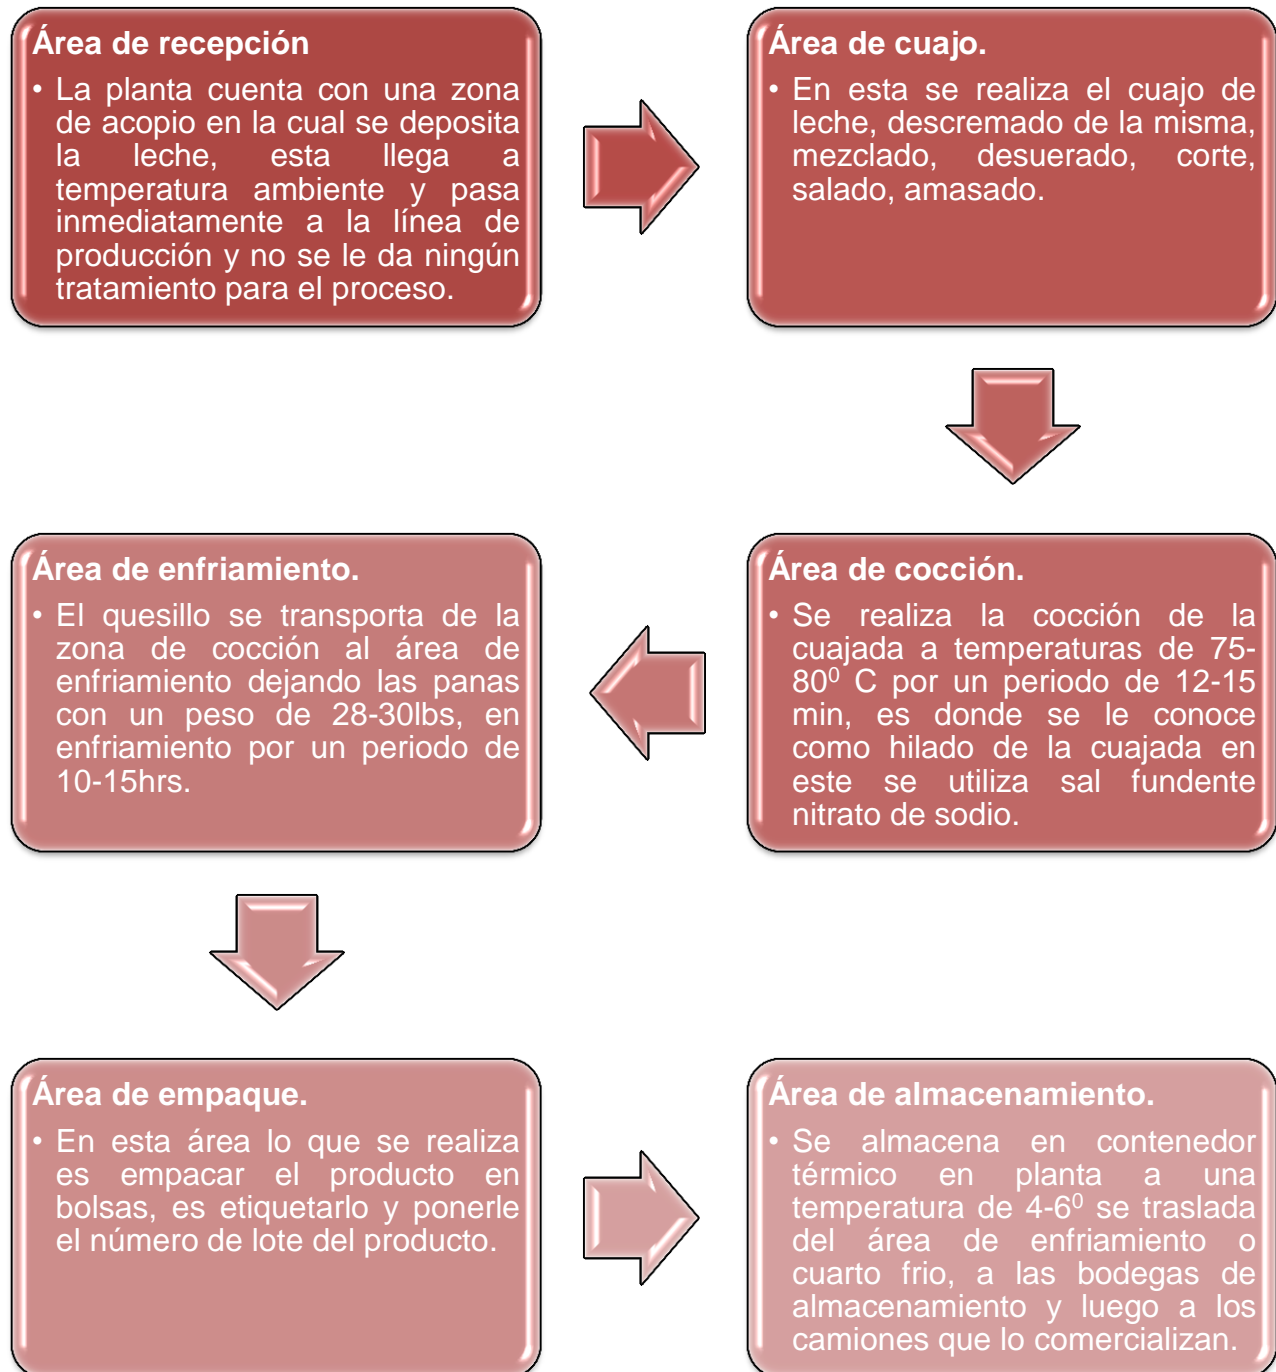 Área de recepción
• La planta cuenta con una zona
de acopio en la cual se deposita
la leche, esta llega a
temperatura ambiente y pasa
inmediatamente a la línea de
producción y no se le da ningún
tratamiento para el proceso.
Área de cuajo.
• En esta se realiza el cuajo de
leche, descremado de la misma,
mezclado, desuerado, corte,
salado, amasado.
Área de cocción.
• Se realiza la cocción de la
cuajada a temperaturas de 75-
80⁰ C por un periodo de 12-15
min, es donde se le conoce
como hilado de la cuajada en
este se utiliza sal fundente
nitrato de sodio.
Área de enfriamiento.
• El quesillo se transporta de la
zona de cocción al área de
enfriamiento dejando las panas
con un peso de 28-30lbs, en
enfriamiento por un periodo de
10-15hrs.
Área de empaque.
• En esta área lo que se realiza
es empacar el producto en
bolsas, es etiquetarlo y ponerle
el número de lote del producto.
Área de almacenamiento.
• Se almacena en contenedor
térmico en planta a una
temperatura de 4-6⁰ se traslada
del área de enfriamiento o
cuarto frio, a las bodegas de
almacenamiento y luego a los
camiones que lo comercializan.